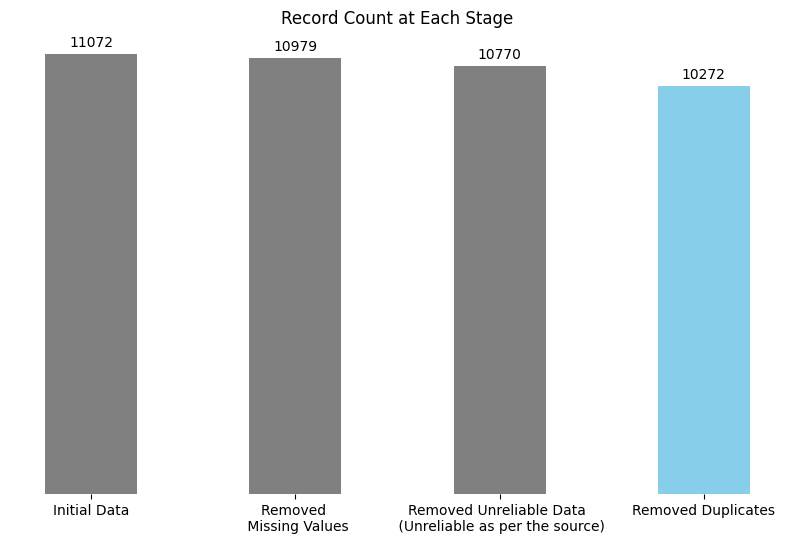 Record Count at Each Stage
11072
10979
10770
10272
Initial Data
Removed
Missing Values
Removed Unreliable Data
(Unreliable as per the source)
Removed Duplicates